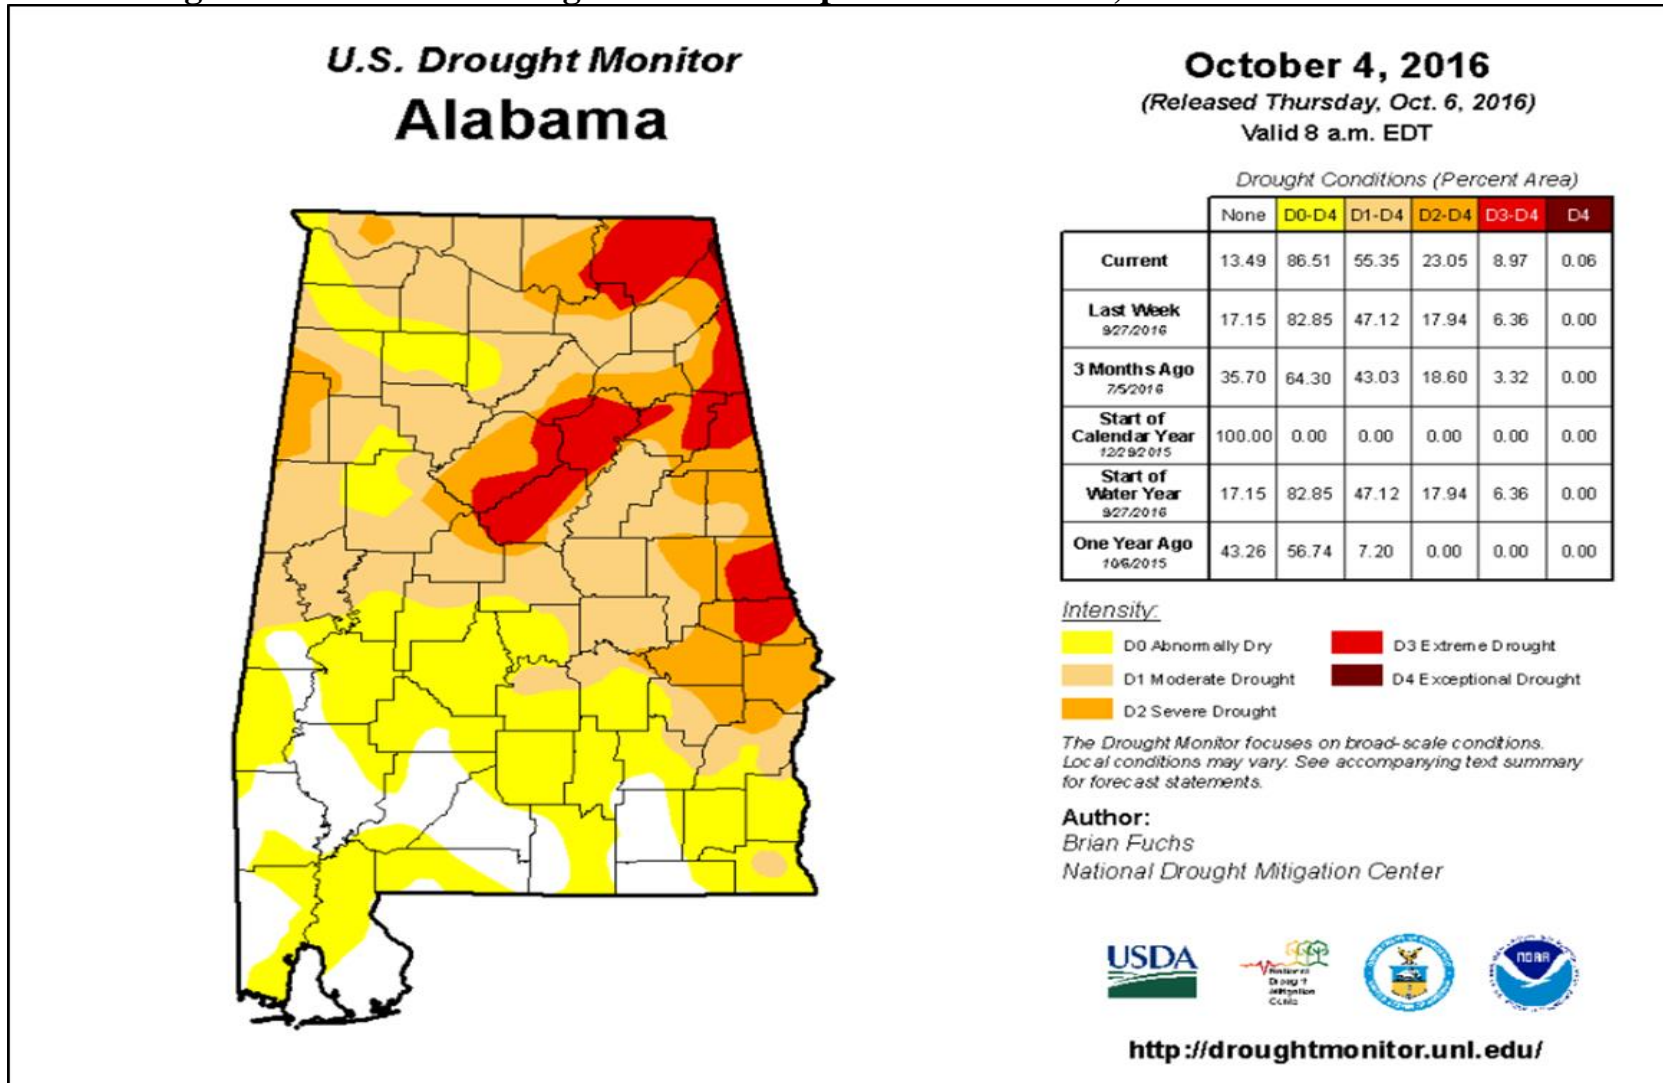 U.S. Drought Monitor
Alabama
October 4, 2016
(Released Thursday, Oct. 6, 2016)
Valid 8 a.m. EDT
Drought Conditions (Percent Area)
None D0-D4 D1-D4 D2-D4 D3-D4 D4
Current 13.49 86.51 55.35 23.05 8.97 0.06
Last Week 9/27/2016 17.15 82.85 47.12 17.94 6.36 0.00
3 Months Ago 7/5/2016 35.70 64.30 43.03 18.60 3.32 0.00
Start of Calendar Year 12/29/2015 100.00 0.00 0.00 0.00 0.00 0.00
Start of Water Year 9/27/2016 17.15 82.85 47.12 17.94 6.36 0.00
One Year Ago 10/6/2015 43.26 56.74 7.20 0.00 0.00 0.00
Intensity:
D0 Abnormally Dry
D1 Moderate Drought
D2 Severe Drought
D3 Extreme Drought
D4 Exceptional Drought
The Drought Monitor focuses on broad-scale conditions.
Local conditions may vary. See accompanying text summary
for forecast statements.
Author:
Brian Fuchs
National Drought Mitigation Center
USDA
National
Drought
Mitigation
Center
NOAA
http://droughtmonitor.unl.edu/